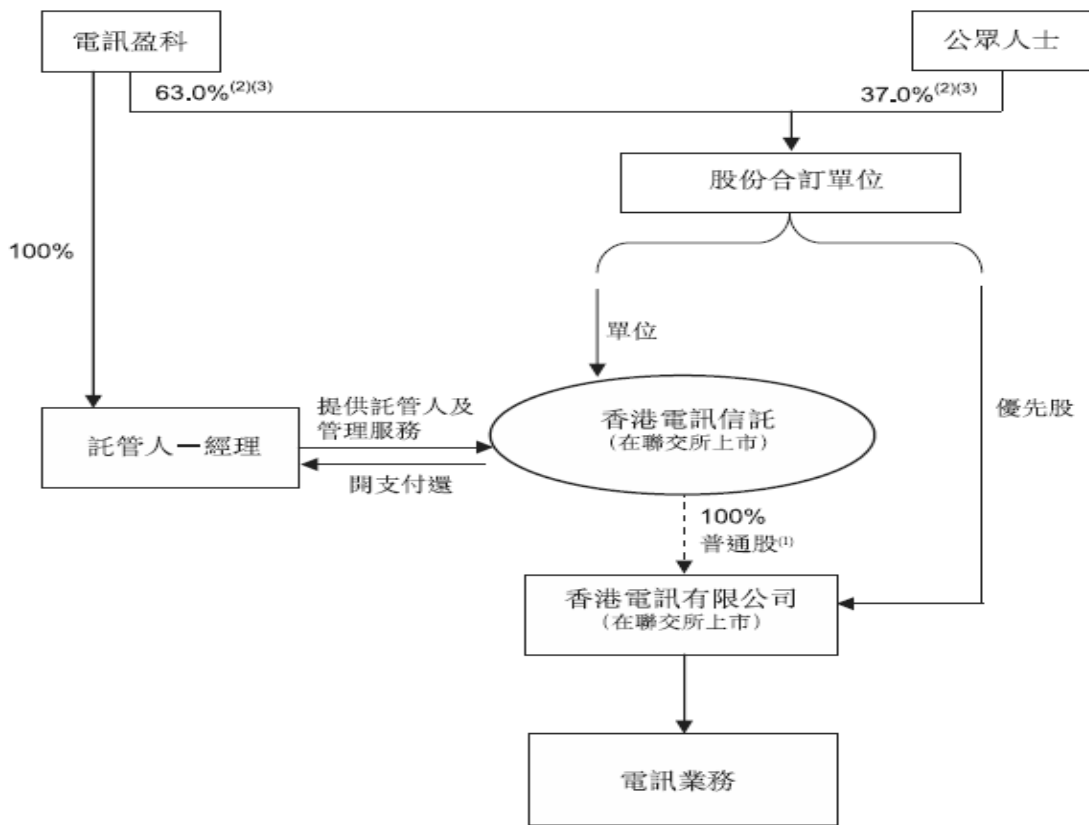 電訊盈科
公眾人士
63.0%(2)(3)
37.0%(2)(3)
股份合訂單位
100%
單位
優先股
提供託管人及
管理服務
託管人－經理
開支付還
香港電訊信託
(在聯交所上市)
100%
普通股(1)
香港電訊有限公司
(在聯交所上市)
電訊業務